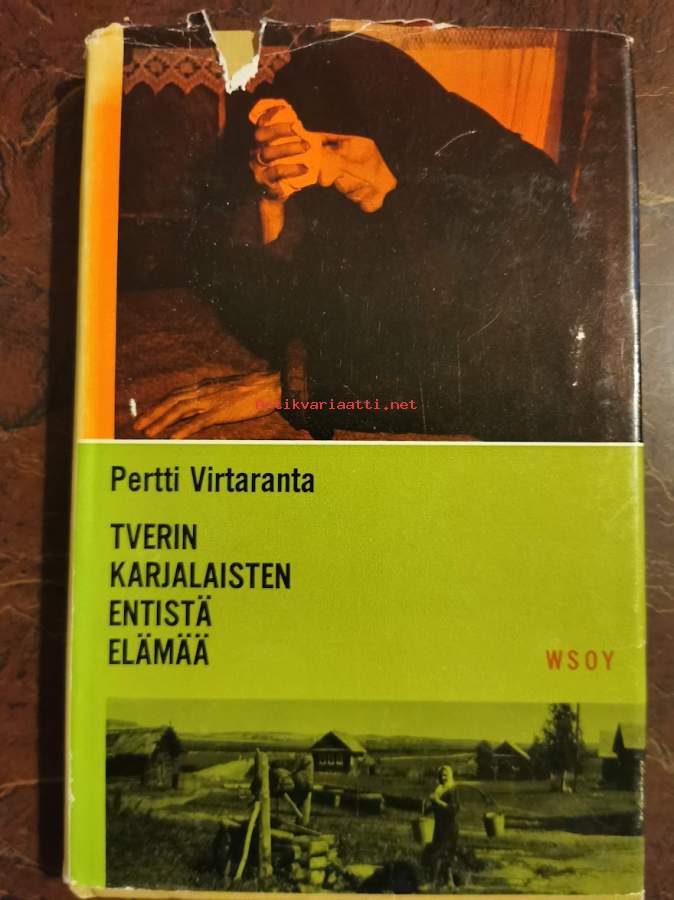 antikvariaatti.net
Pertti Virtaranta
TVERIN
KARJALAISTEN
ENTISTÄ
ELÄMÄÄ
WSOY